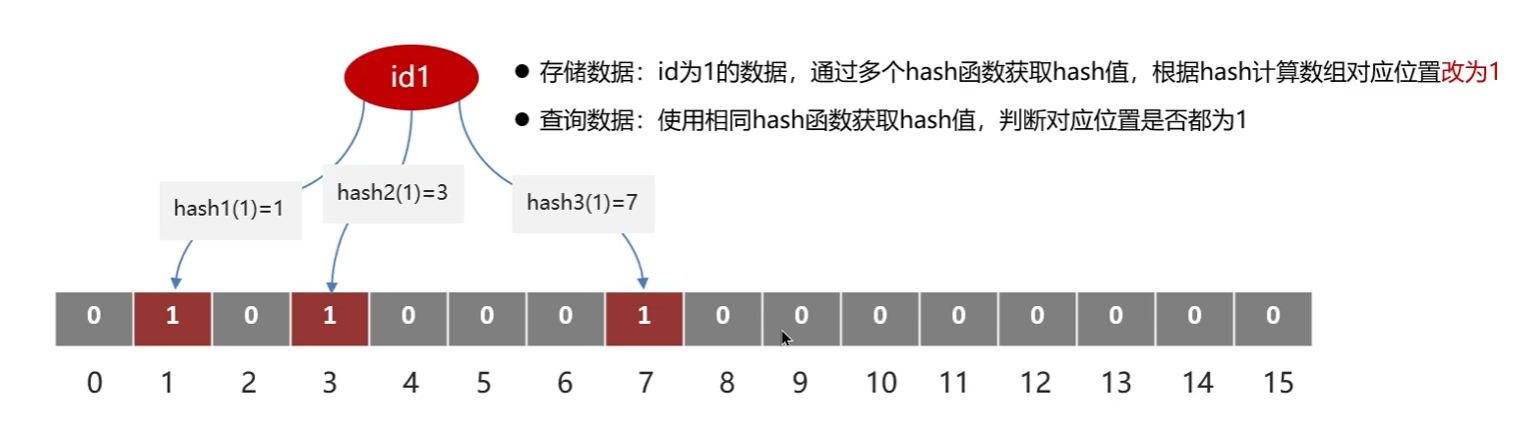 id1
● 存储数据：id为1的数据，通过多个hash函数获取hash值，根据hash计算数组对应位置改为1
● 查询数据：使用相同hash函数获取hash值，判断对应位置是否都为1
hash1(1)=1
hash2(1)=3
hash3(1)=7
0 1 0 1 0 0 0 1 0 0 0 0 0 0 0 0
0 1 2 3 4 5 6 7 8 9 10 11 12 13 14 15